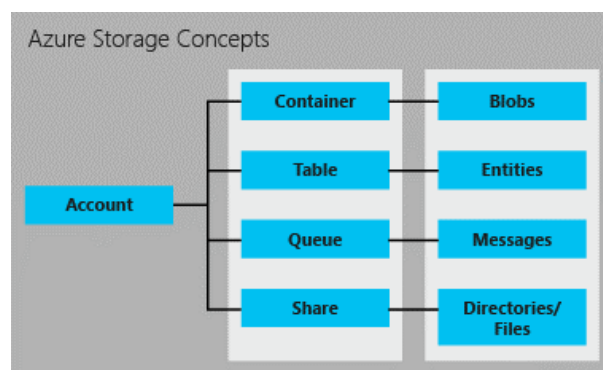 Azure Storage Concepts
Container
Blobs
Table
Entities
Account
Queue
Messages
Share
Directories/
Files